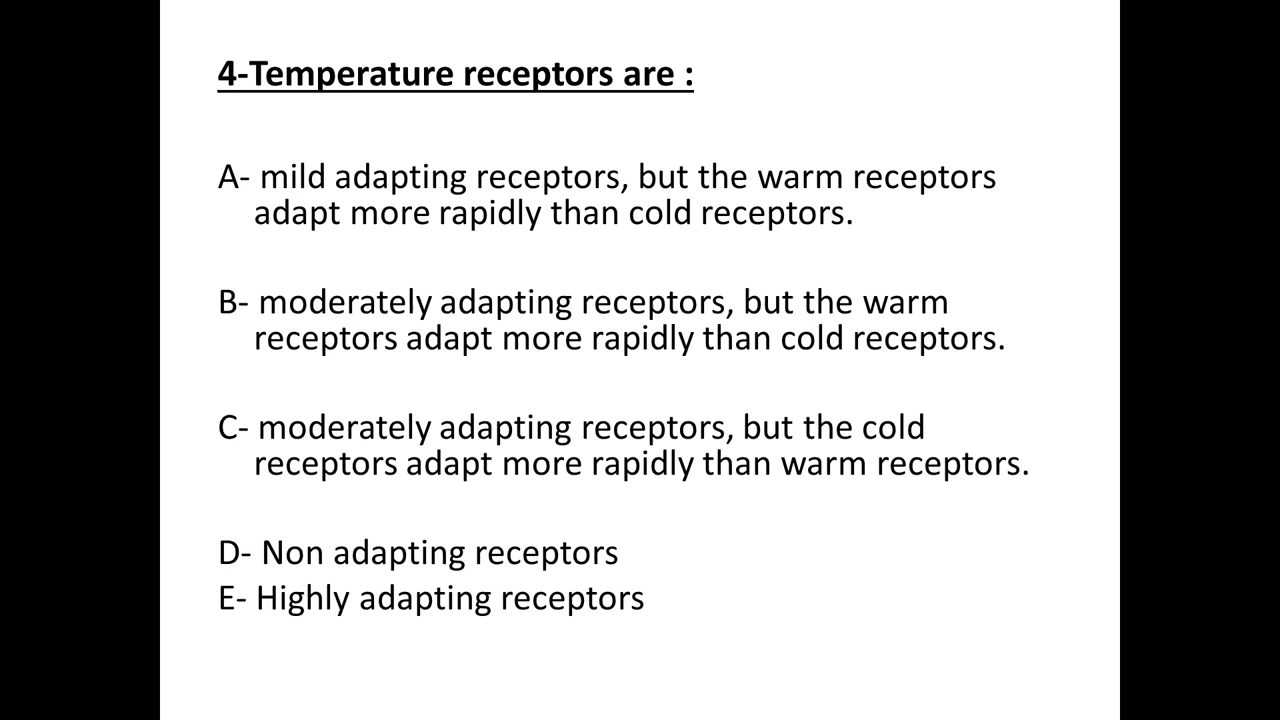 4-Temperature receptors are :
A- mild adapting receptors, but the warm receptors
adapt more rapidly than cold receptors.
B- moderately adapting receptors, but the warm
receptors adapt more rapidly than cold receptors.
C- moderately adapting receptors, but the cold
receptors adapt more rapidly than warm receptors.
D- Non adapting receptors
E- Highly adapting receptors